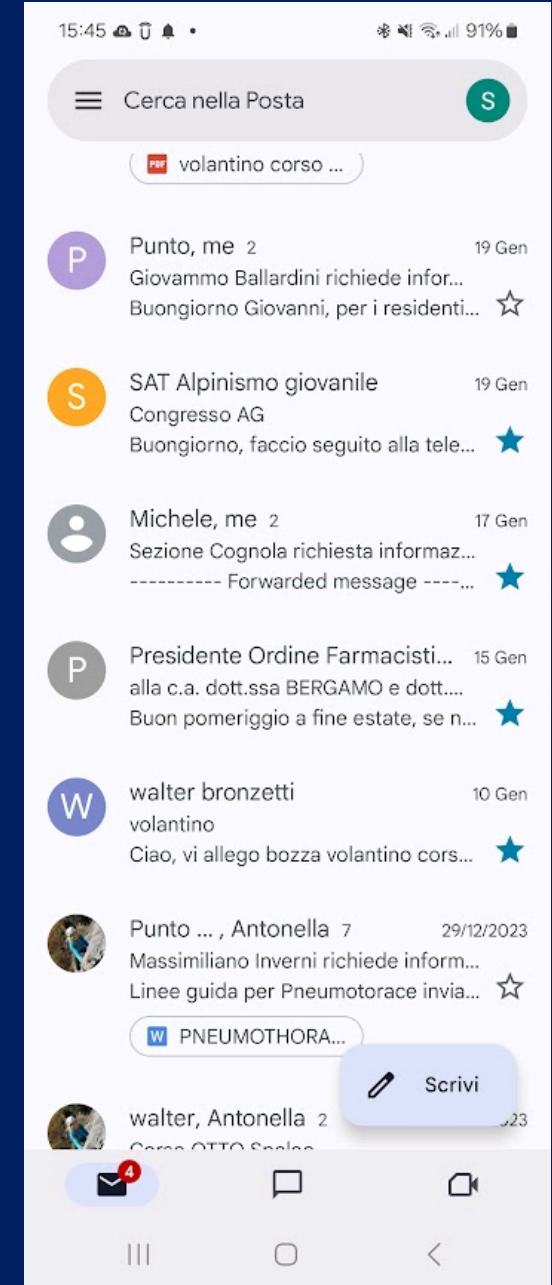 15:45
91%
Cerca nella Posta
S
PDF volantino corso ...
P
Punto, me 2 19 Gen
Giovammo Ballardini richiede infor...
Buongiorno Giovanni, per i residenti...
S
SAT Alpinismo giovanile 19 Gen
Congresso AG
Buongiorno, faccio seguito alla tele...
Michele, me 2 17 Gen
Sezione Cognola richiesta informaz...
---------- Forwarded message ----...
P
Presidente Ordine Farmacisti... 15 Gen
alla c.a. dott.ssa BERGAMO e dott....
Buon pomeriggio a fine estate, se n...
W
walter bronzetti 10 Gen
volantino
Ciao, vi allego bozza volantino cors...
Punto ... , Antonella 7 29/12/2023
Massimiliano Inverni richiede inform...
Linee guida per Pneumotorace invia...
W PNEUMOTHORA...
Scrivi
walter, Antonella 2
Corso OTTO
4